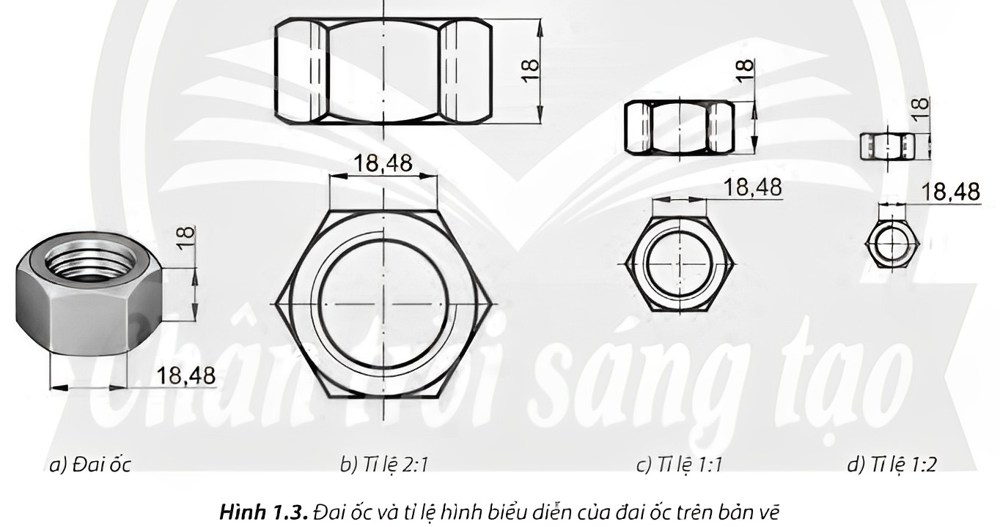 18
18
18
18,48
18,48
18,48
18
18,48
Chân trời sáng tạo
a) Đai ốc
b) Tỉ lệ 2:1
c) Tỉ lệ 1:1
d) Tỉ lệ 1:2
Hình 1.3. Đai ốc và tỉ lệ hình biểu diễn của đai ốc trên bản vẽ